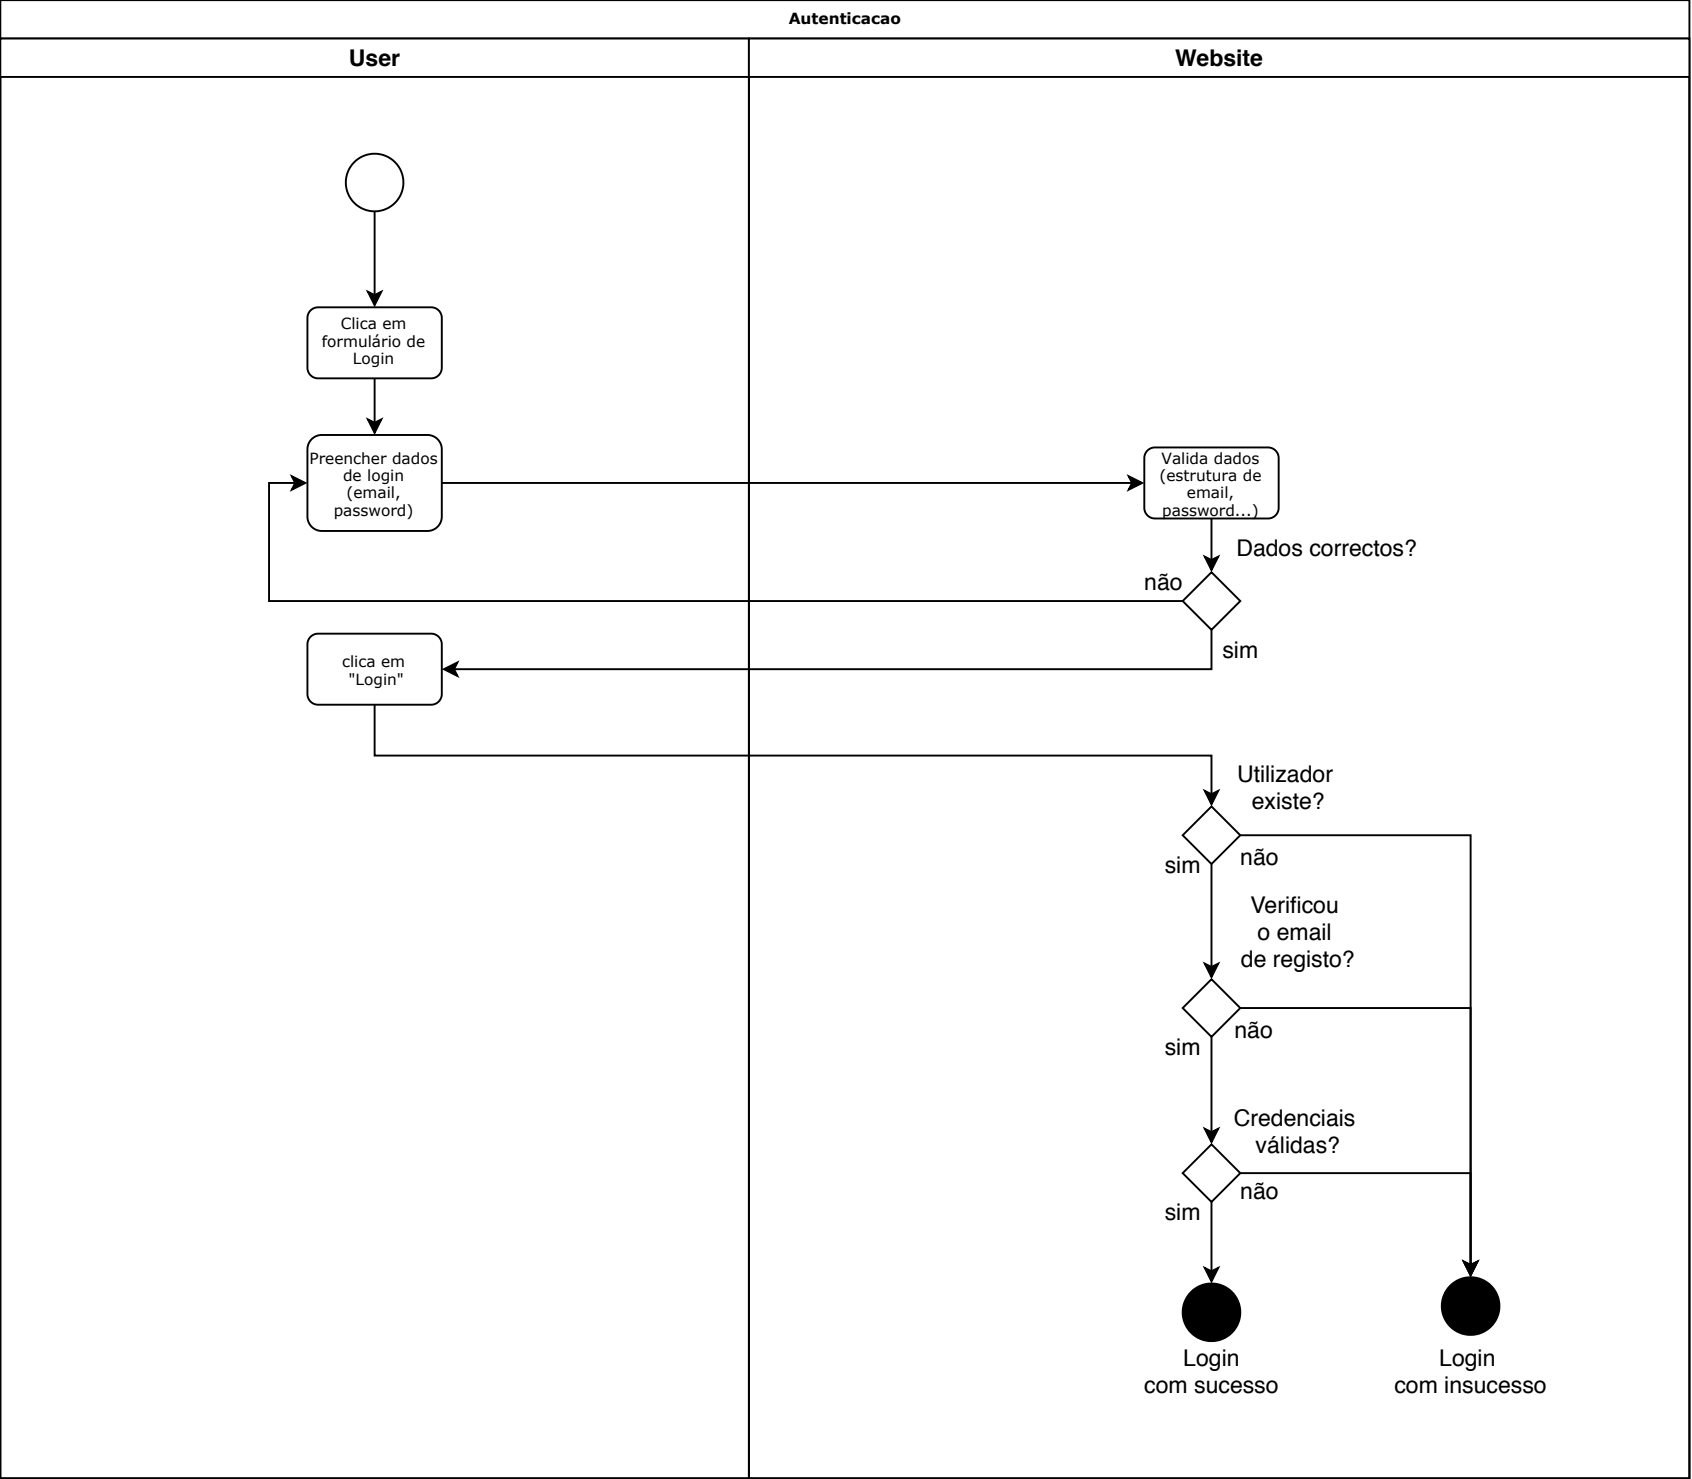 Autenticacao
User
Website
Clica em
formulário de
Login
Preencher dados
de login
(email,
password)
Valida dados
(estrutura de
email,
password...)
Dados correctos?
não
sim
clica em
"Login"
Utilizador
existe?
sim
não
Verificou
o email
de registo?
não
sim
Credenciais
válidas?
não
sim
Login
com sucesso
Login
com insucesso